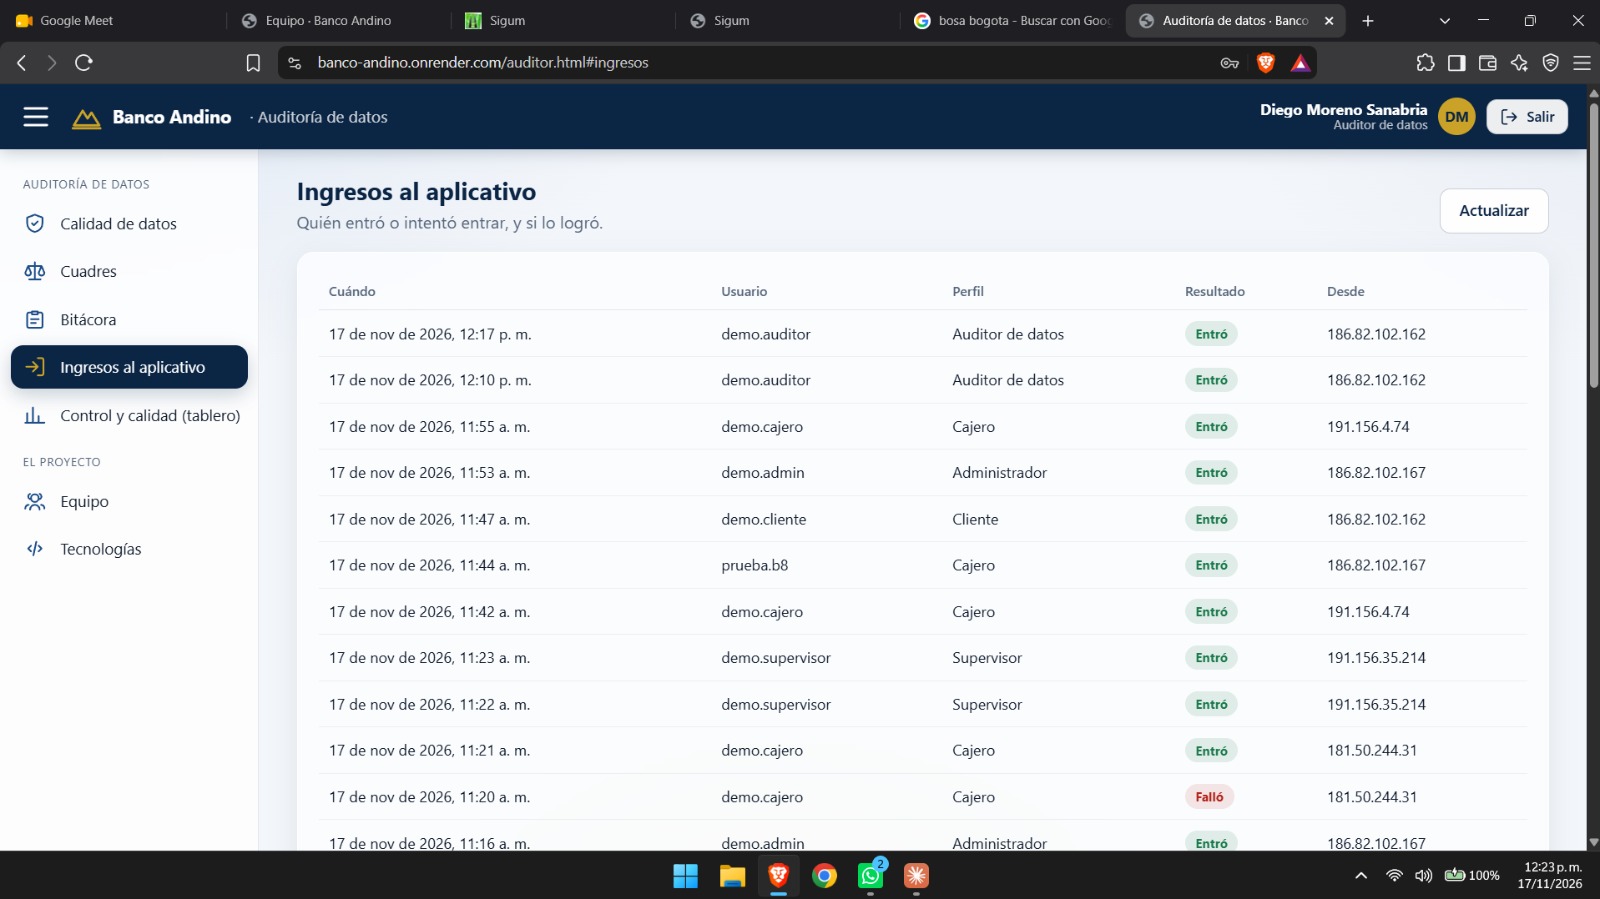 Google Meet
Equipo · Banco Andino
Sigum
Sigum
bosa bogota - Buscar con Goog
Auditoría de datos · Banco
banco-andino.onrender.com/auditor.html#ingresos
Banco Andino · Auditoría de datos
Diego Moreno Sanabria
Auditor de datos
DM
Salir
AUDITORÍA DE DATOS
Calidad de datos
Cuadres
Bitácora
Ingresos al aplicativo
Control y calidad (tablero)
EL PROYECTO
Equipo
Tecnologías
Ingresos al aplicativo
Quién entró o intentó entrar, y si lo logró.
Actualizar
Cuándo Usuario Perfil Resultado Desde
17 de nov de 2026, 12:17 p. m. demo.auditor Auditor de datos Entró 186.82.102.162
17 de nov de 2026, 12:10 p. m. demo.auditor Auditor de datos Entró 186.82.102.162
17 de nov de 2026, 11:55 a. m. demo.cajero Cajero Entró 191.156.4.74
17 de nov de 2026, 11:53 a. m. demo.admin Administrador Entró 186.82.102.167
17 de nov de 2026, 11:47 a. m. demo.cliente Cliente Entró 186.82.102.162
17 de nov de 2026, 11:44 a. m. prueba.b8 Cajero Entró 186.82.102.167
17 de nov de 2026, 11:42 a. m. demo.cajero Cajero Entró 191.156.4.74
17 de nov de 2026, 11:23 a. m. demo.supervisor Supervisor Entró 191.156.35.214
17 de nov de 2026, 11:22 a. m. demo.supervisor Supervisor Entró 191.156.35.214
17 de nov de 2026, 11:21 a. m. demo.cajero Cajero Entró 181.50.244.31
17 de nov de 2026, 11:20 a. m. demo.cajero Cajero Falló 181.50.244.31
17 de nov de 2026, 11:16 a. m. demo.admin Administrador Entró 186.82.102.167
2
100%
12:23 p. m.
17/11/2026